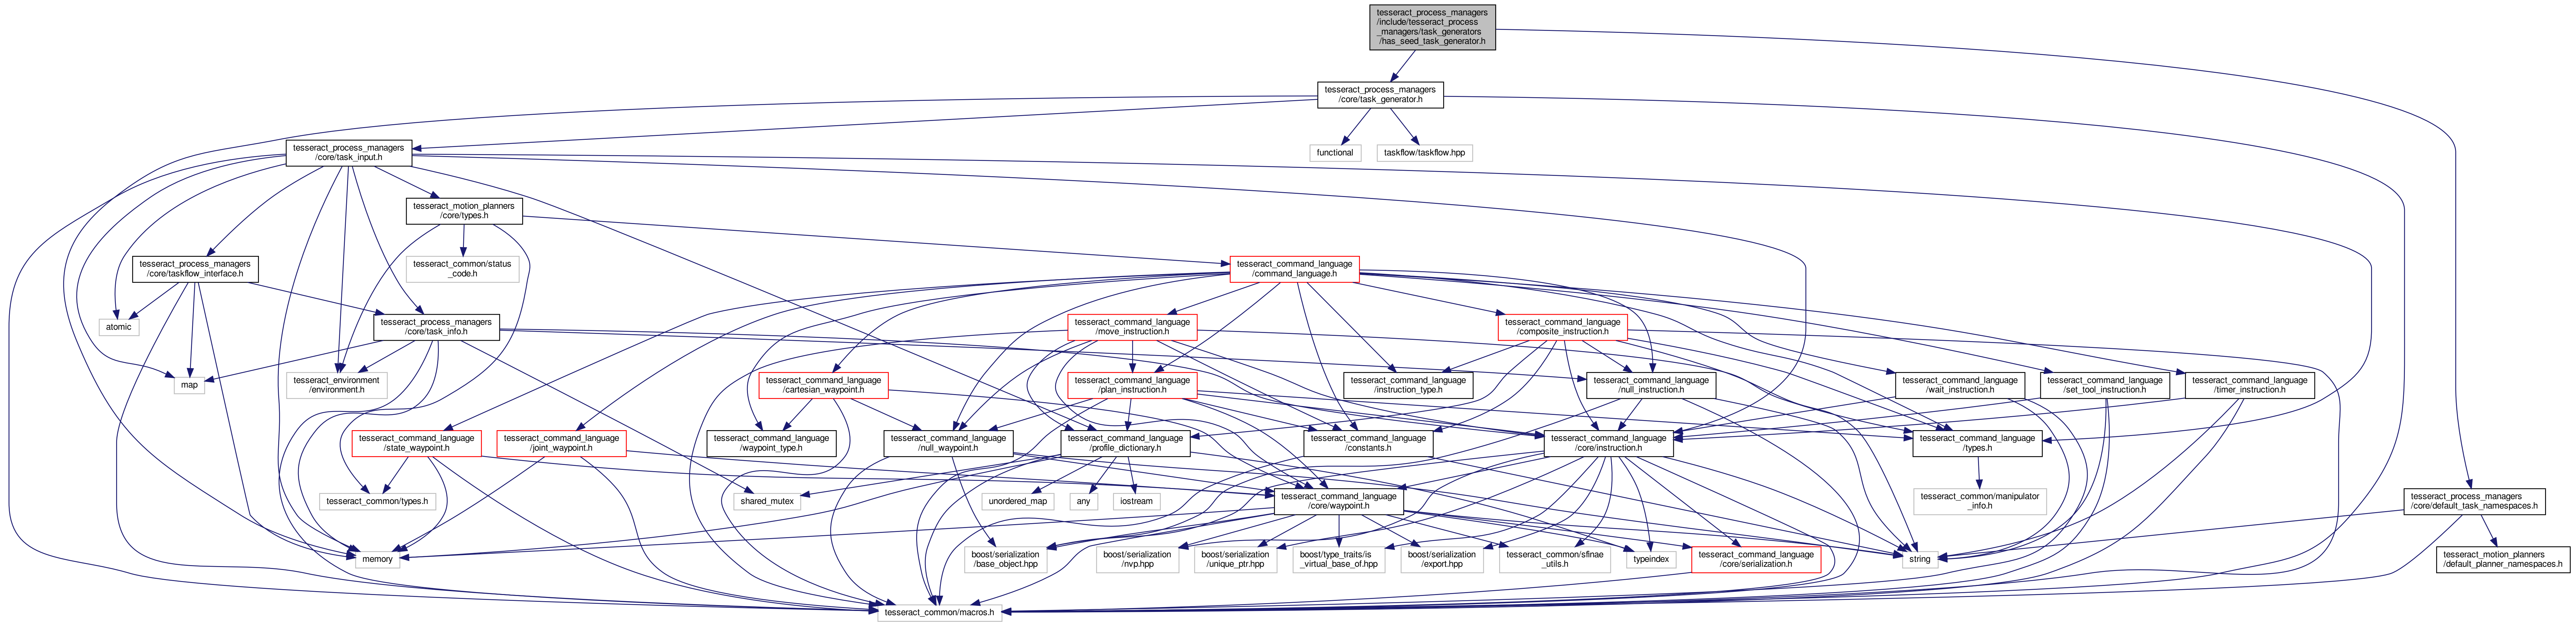 tesseract_process_managers
/include/tesseract_process
_managers/task_generators
/has_seed_task_generator.h
tesseract_process_managers
/core/task_generator.h
tesseract_process_managers
/core/task_input.h
functional
taskflow/taskflow.hpp
tesseract_motion_planners
/core/types.h
tesseract_process_managers
/core/taskflow_interface.h
tesseract_common/status
_code.h
tesseract_command_language
/command_language.h
atomic
tesseract_process_managers
/core/task_info.h
tesseract_command_language
/move_instruction.h
tesseract_command_language
/composite_instruction.h
map
tesseract_environment
/environment.h
tesseract_command_language
/cartesian_waypoint.h
tesseract_command_language
/plan_instruction.h
tesseract_command_language
/instruction_type.h
tesseract_command_language
/null_instruction.h
tesseract_command_language
/wait_instruction.h
tesseract_command_language
/set_tool_instruction.h
tesseract_command_language
/timer_instruction.h
tesseract_command_language
/state_waypoint.h
tesseract_command_language
/joint_waypoint.h
tesseract_command_language
/waypoint_type.h
tesseract_command_language
/null_waypoint.h
tesseract_command_language
/profile_dictionary.h
tesseract_command_language
/constants.h
tesseract_command_language
/core/instruction.h
tesseract_command_language
/types.h
tesseract_common/types.h
shared_mutex
unordered_map
any
iostream
tesseract_command_language
/core/waypoint.h
tesseract_common/manipulator
_info.h
tesseract_process_managers
/core/default_task_namespaces.h
memory
boost/serialization
/base_object.hpp
boost/serialization
/nvp.hpp
boost/serialization
/unique_ptr.hpp
boost/type_traits/is
_virtual_base_of.hpp
boost/serialization
/export.hpp
tesseract_common/sfinae
_utils.h
typeindex
tesseract_command_language
/core/serialization.h
string
tesseract_motion_planners
/default_planner_namespaces.h
tesseract_common/macros.h